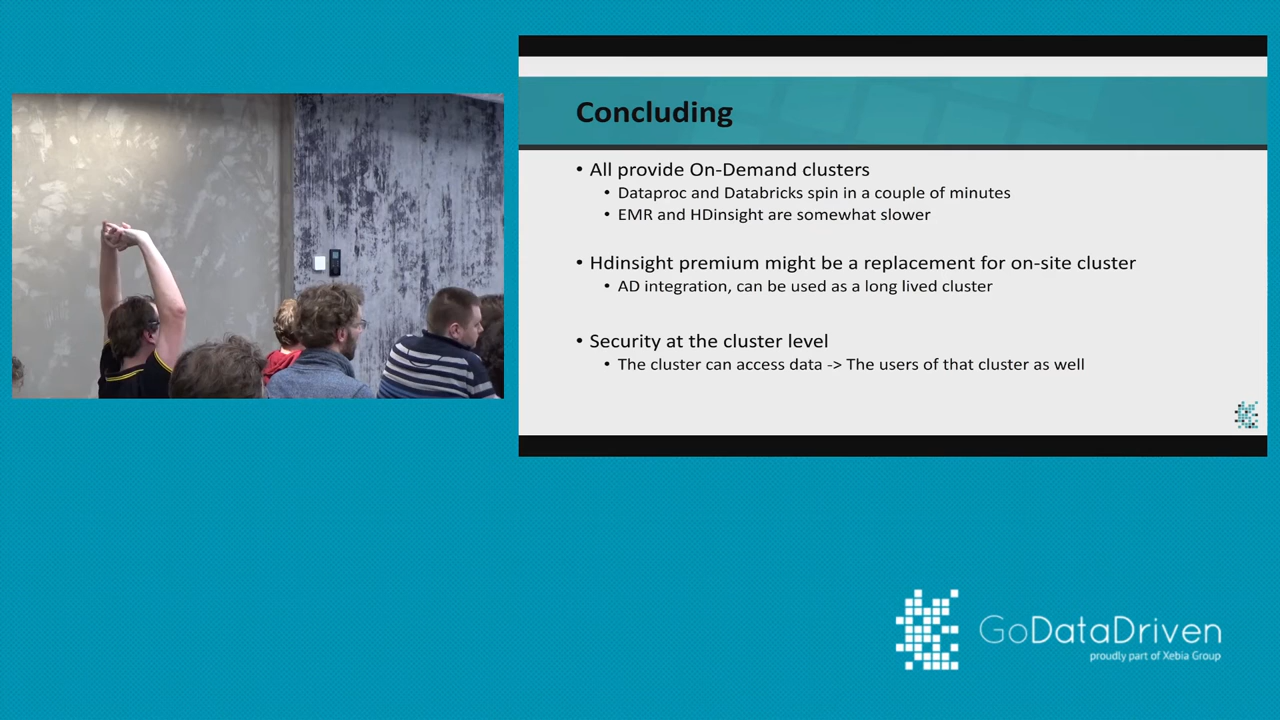 Concluding
• All provide On-Demand clusters
• Dataproc and Databricks spin in a couple of minutes
• EMR and HDinsight are somewhat slower
• Hdinsight premium might be a replacement for on-site cluster
• AD integration, can be used as a long lived cluster
• Security at the cluster level
• The cluster can access data -> The users of that cluster as well
GoDataDriven
proudly part of Xebia Group